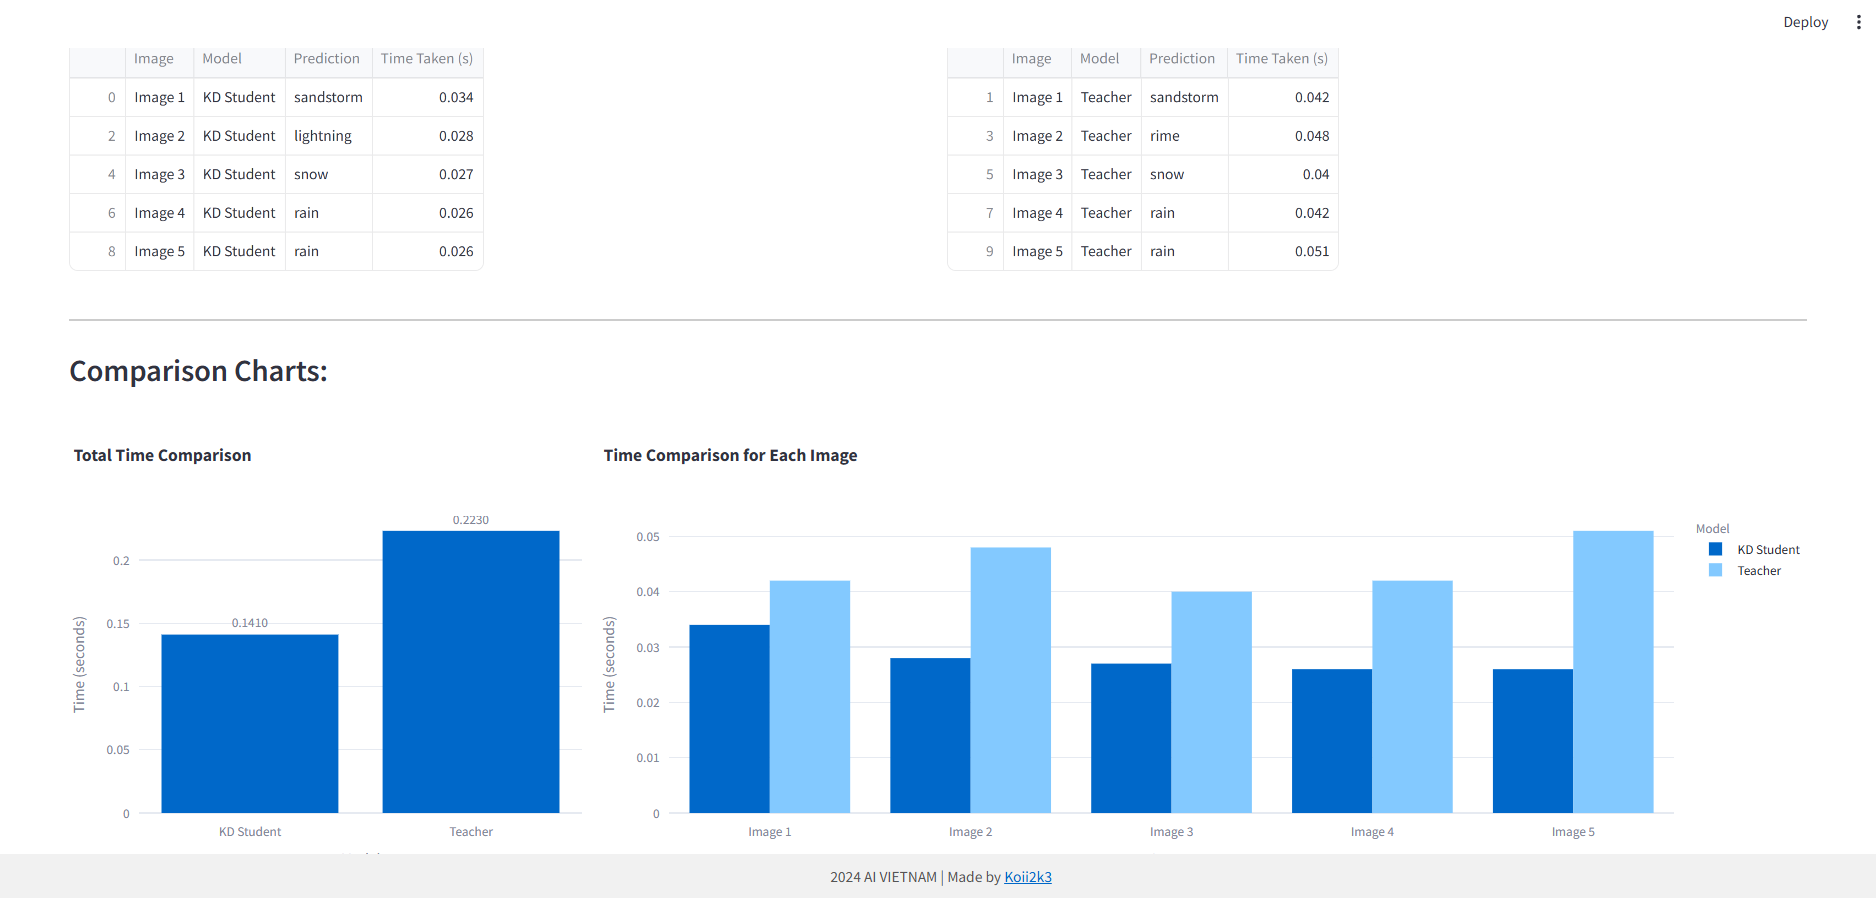 Deploy
Image Model Prediction Time Taken (s)
0 Image 1 KD Student sandstorm 0.034
2 Image 2 KD Student lightning 0.028
4 Image 3 KD Student snow 0.027
6 Image 4 KD Student rain 0.026
8 Image 5 KD Student rain 0.026
Image Model Prediction Time Taken (s)
1 Image 1 Teacher sandstorm 0.042
3 Image 2 Teacher rime 0.048
5 Image 3 Teacher snow 0.04
7 Image 4 Teacher rain 0.042
9 Image 5 Teacher rain 0.051
Comparison Charts:
Total Time Comparison
0.2230
0.2
0.1410
0.15
0.1
0.05
0
Time (seconds)
KD Student Teacher
Time Comparison for Each Image
0.05
0.04
0.03
0.02
0.01
0
Time (seconds)
Image 1 Image 2 Image 3 Image 4 Image 5
Model
KD Student
Teacher
2024 AI VIETNAM | Made by Koii2k3